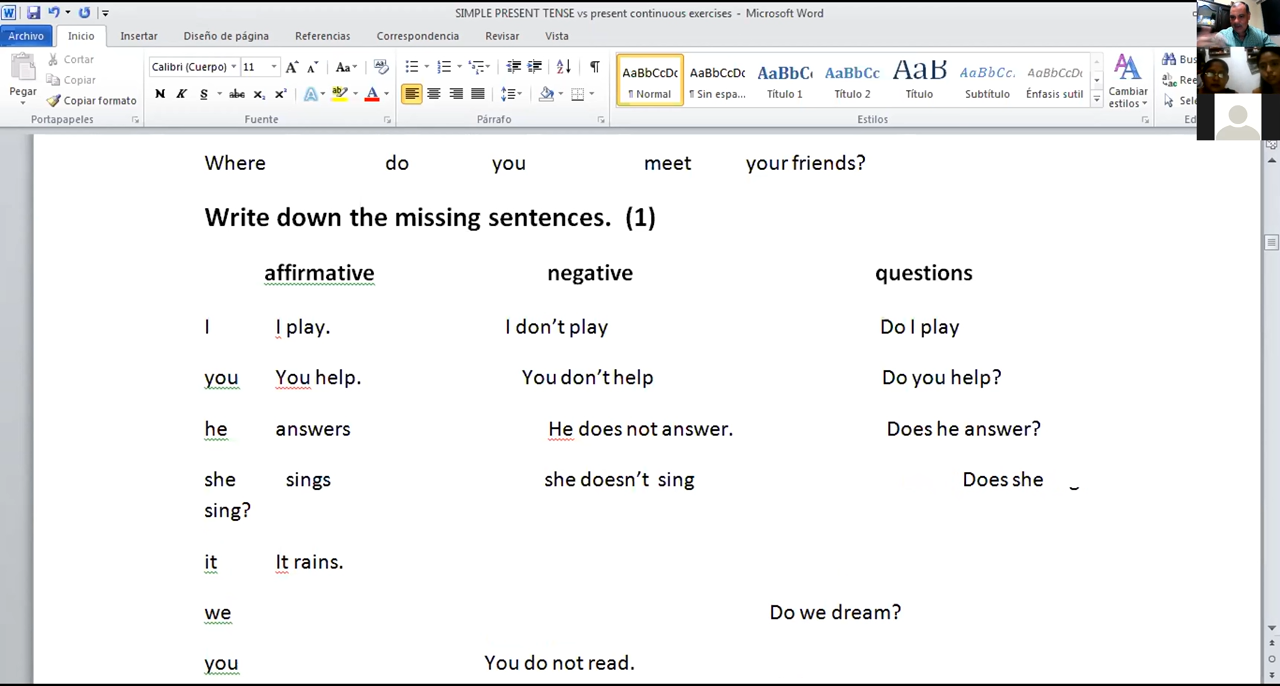 SIMPLE PRESENT TENSE vs present continuous exercises - Microsoft Word
Archivo Inicio Insertar Diseño de página Referencias Correspondencia Revisar Vista
Cortar
Copiar
Copiar formato
Pegar
Portapapeles
Calibri (Cuerpo) 11
Fuente
Párrafo
AaBbCcDc AaBbCcDc AaBbC AaBbCc AaB AaBbCc. AaBbCcDc
¶ Normal ¶ Sin espa... Título 1 Título 2 Título Subtítulo Énfasis sutil
Estilos
Cambiar estilos
Where do you meet your friends?
Write down the missing sentences. (1)
affirmative negative questions
I I play. I don't play Do I play
you You help. You don't help Do you help?
he answers He does not answer. Does he answer?
she sings she doesn't sing Does she
sing?
it It rains.
we Do we dream?
you You do not read.